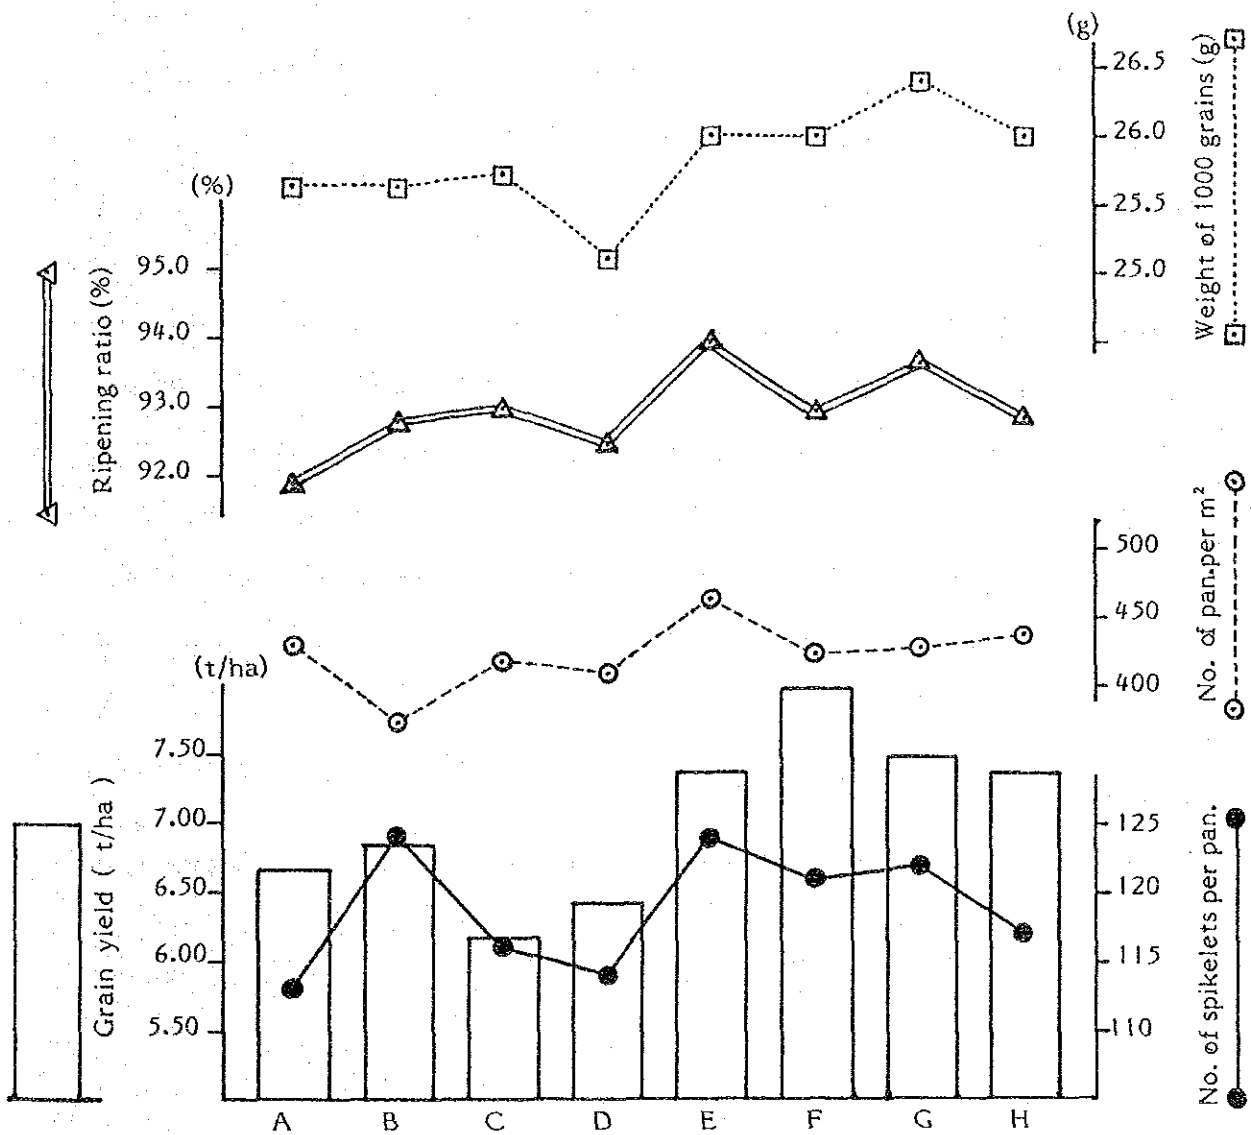 (g)
26.5
26.0
25.5
25.0
Weight of 1000 grains (g)
(%)
95.0
94.0
93.0
92.0
Ripening ratio (%)
500
450
400
No. of pan.per m²
(t/ha)
7.50
7.00
6.50
6.00
5.50
Grain yield ( t/ha )
125
120
115
110
No. of spikelets per pan.
A B C D E F G H